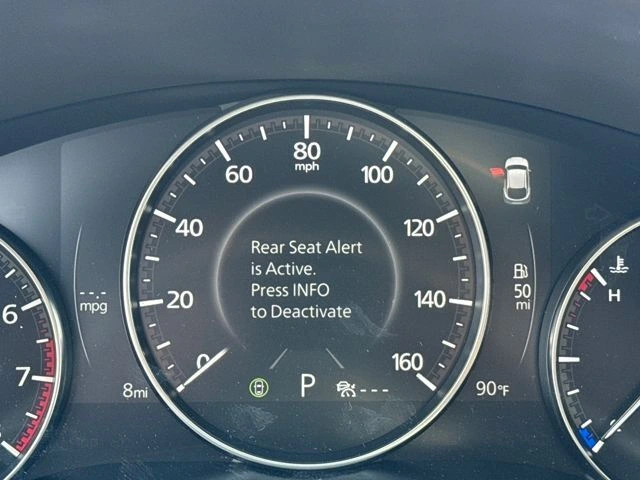 80
mph
60
100
40
120
Rear Seat Alert
is Active.
Press INFO
to Deactivate
20
140
---
mpg
50
mi
6
H
7
0
160
8mi
P
---
90°F